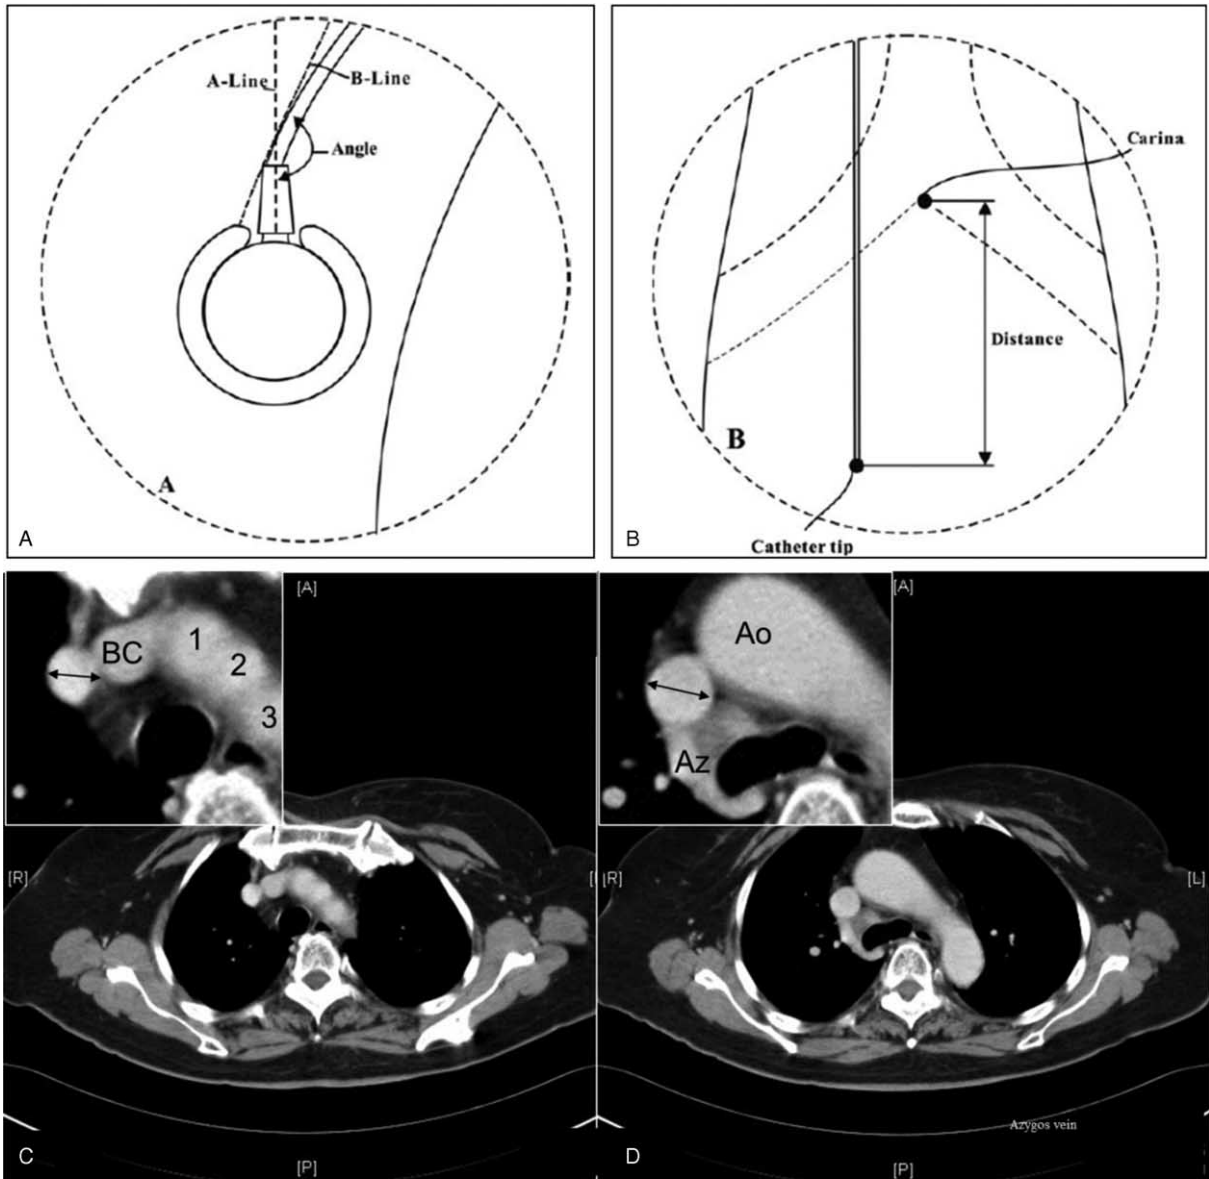 A-Line
B-Line
Angle
A
A
Carina
Distance
B
B
Catheter tip
[A]
BC
1
2
3
[R]
[
C
[P]
[A]
Ao
Az
[R]
[L]
Azygos vein
D
[P]